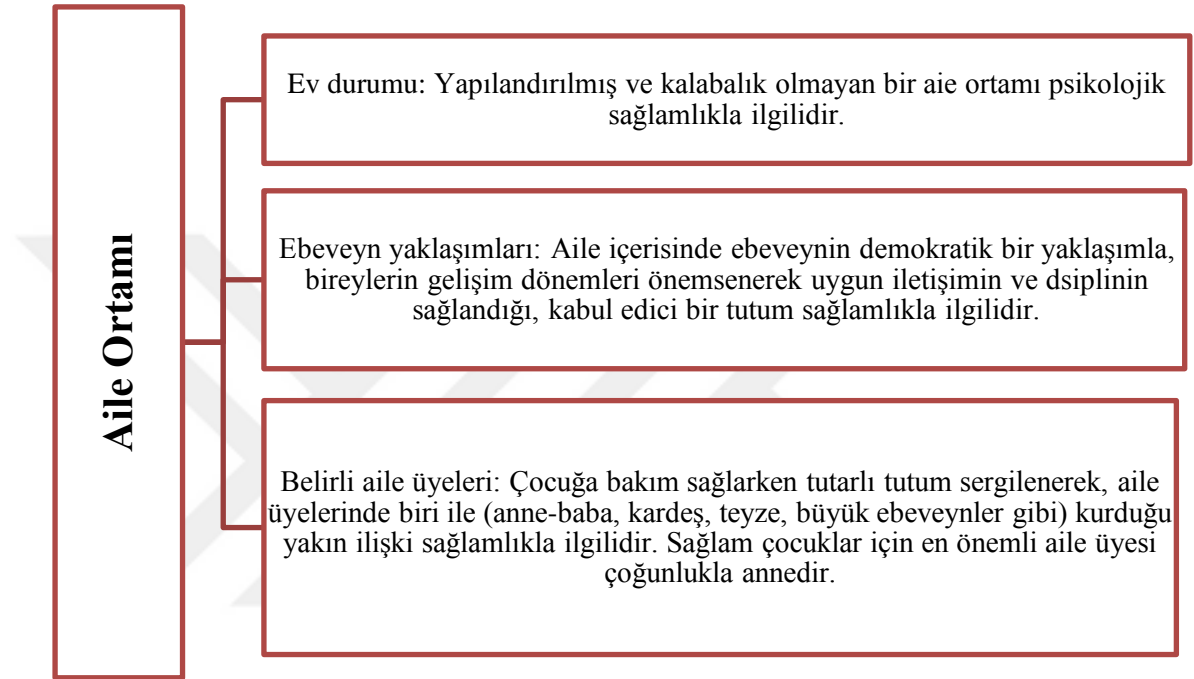 Aile Ortamı
Ev durumu: Yapılandırılmış ve kalabalık olmayan bir aie ortamı psikolojik
sağlamlıkla ilgilidir.
Ebeveyn yaklaşımları: Aile içerisinde ebeveynin demokratik bir yaklaşımla,
bireylerin gelişim dönemleri önemsenerek uygun iletişimin ve dsiplinin
sağlandığı, kabul edici bir tutum sağlamlıkla ilgilidir.
Belirli aile üyeleri: Çocuğa bakım sağlarken tutarlı tutum sergilenerek, aile
üyelerinde biri ile (anne-baba, kardeş, teyze, büyük ebeveynler gibi) kurduğu
yakın ilişki sağlamlıkla ilgilidir. Sağlam çocuklar için en önemli aile üyesi
çoğunlukla annedir.